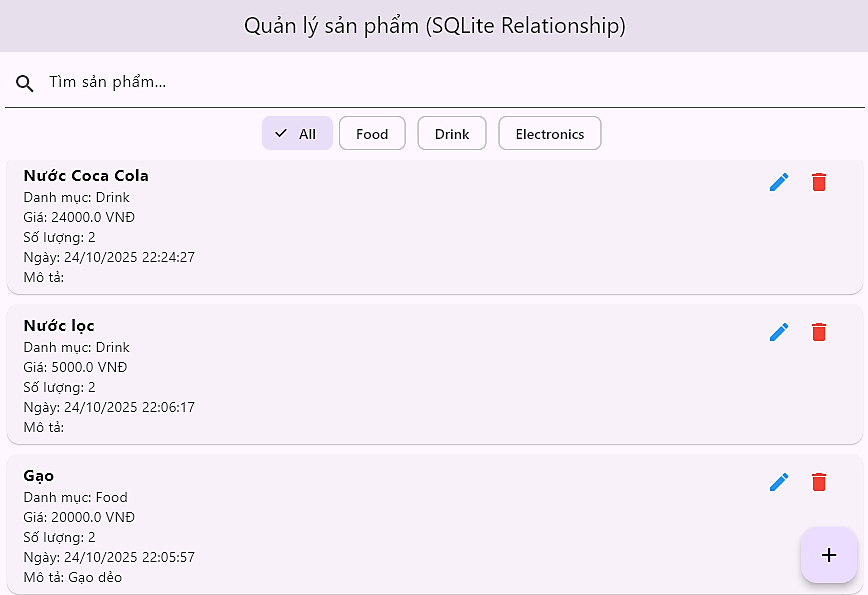 Quản lý sản phẩm (SQLite Relationship)
Tìm sản phẩm...
All Food Drink Electronics
Nước Coca Cola
Danh mục: Drink
Giá: 24000.0 VNĐ
Số lượng: 2
Ngày: 24/10/2025 22:24:27
Mô tả:
Nước lọc
Danh mục: Drink
Giá: 5000.0 VNĐ
Số lượng: 2
Ngày: 24/10/2025 22:06:17
Mô tả:
Gạo
Danh mục: Food
Giá: 20000.0 VNĐ
Số lượng: 2
Ngày: 24/10/2025 22:05:57
Mô tả: Gạo dẻo